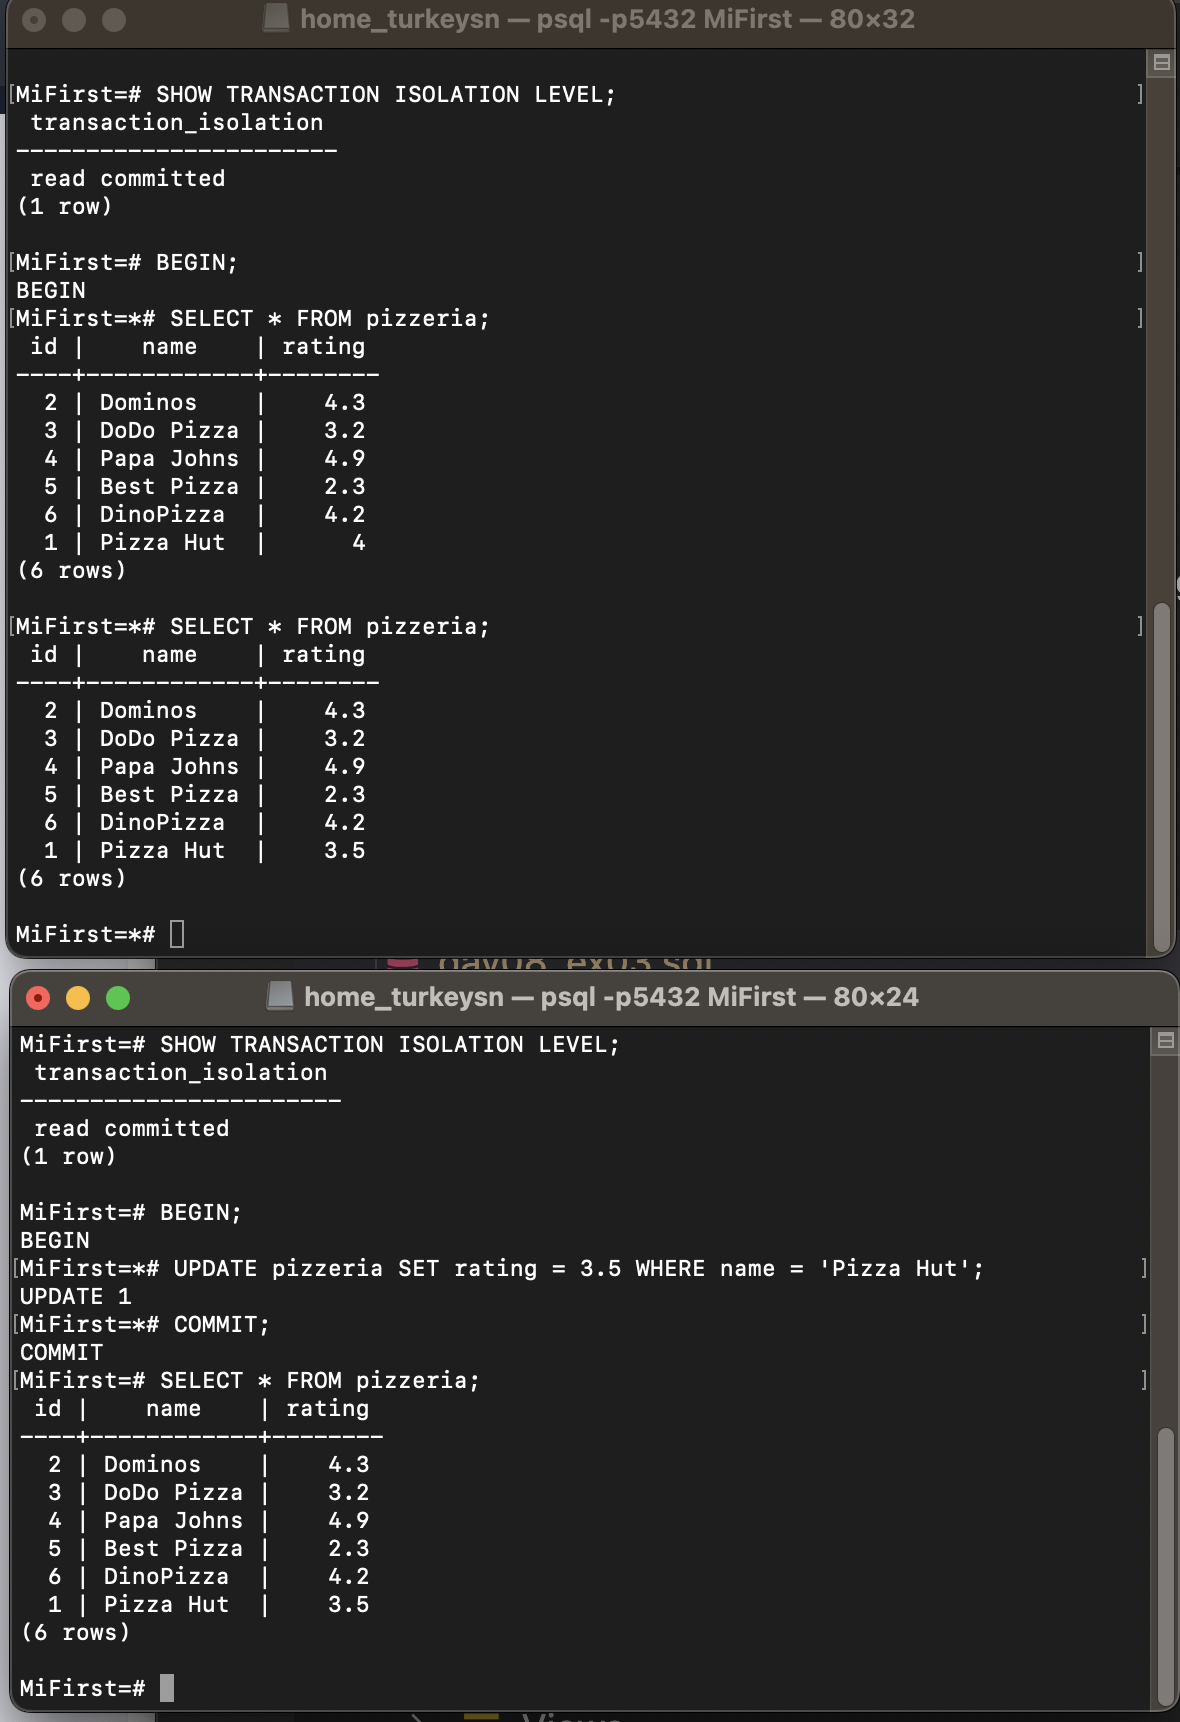 home_turkeysn — psql -p5432 MiFirst — 80×32
[MiFirst=# SHOW TRANSACTION ISOLATION LEVEL; ]
transaction_isolation
-----------------------
read committed
(1 row)
[MiFirst=# BEGIN; ]
BEGIN
[MiFirst=*# SELECT * FROM pizzeria; ]
id | name | rating
----+------------+--------
2 | Dominos | 4.3
3 | DoDo Pizza | 3.2
4 | Papa Johns | 4.9
5 | Best Pizza | 2.3
6 | DinoPizza | 4.2
1 | Pizza Hut | 4
(6 rows)
[MiFirst=*# SELECT * FROM pizzeria; ]
id | name | rating
----+------------+--------
2 | Dominos | 4.3
3 | DoDo Pizza | 3.2
4 | Papa Johns | 4.9
5 | Best Pizza | 2.3
6 | DinoPizza | 4.2
1 | Pizza Hut | 3.5
(6 rows)
MiFirst=*#
day08_ex03.sql
home_turkeysn — psql -p5432 MiFirst — 80×24
MiFirst=# SHOW TRANSACTION ISOLATION LEVEL;
transaction_isolation
-----------------------
read committed
(1 row)
MiFirst=# BEGIN;
BEGIN
[MiFirst=*# UPDATE pizzeria SET rating = 3.5 WHERE name = 'Pizza Hut'; ]
UPDATE 1
[MiFirst=*# COMMIT; ]
COMMIT
[MiFirst=# SELECT * FROM pizzeria; ]
id | name | rating
----+------------+--------
2 | Dominos | 4.3
3 | DoDo Pizza | 3.2
4 | Papa Johns | 4.9
5 | Best Pizza | 2.3
6 | DinoPizza | 4.2
1 | Pizza Hut | 3.5
(6 rows)
MiFirst=#
Views